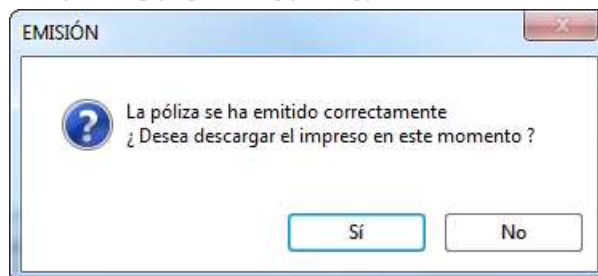 EMISIÓN
La póliza se ha emitido correctamente
¿ Desea descargar el impreso en este momento ?
Sí
No